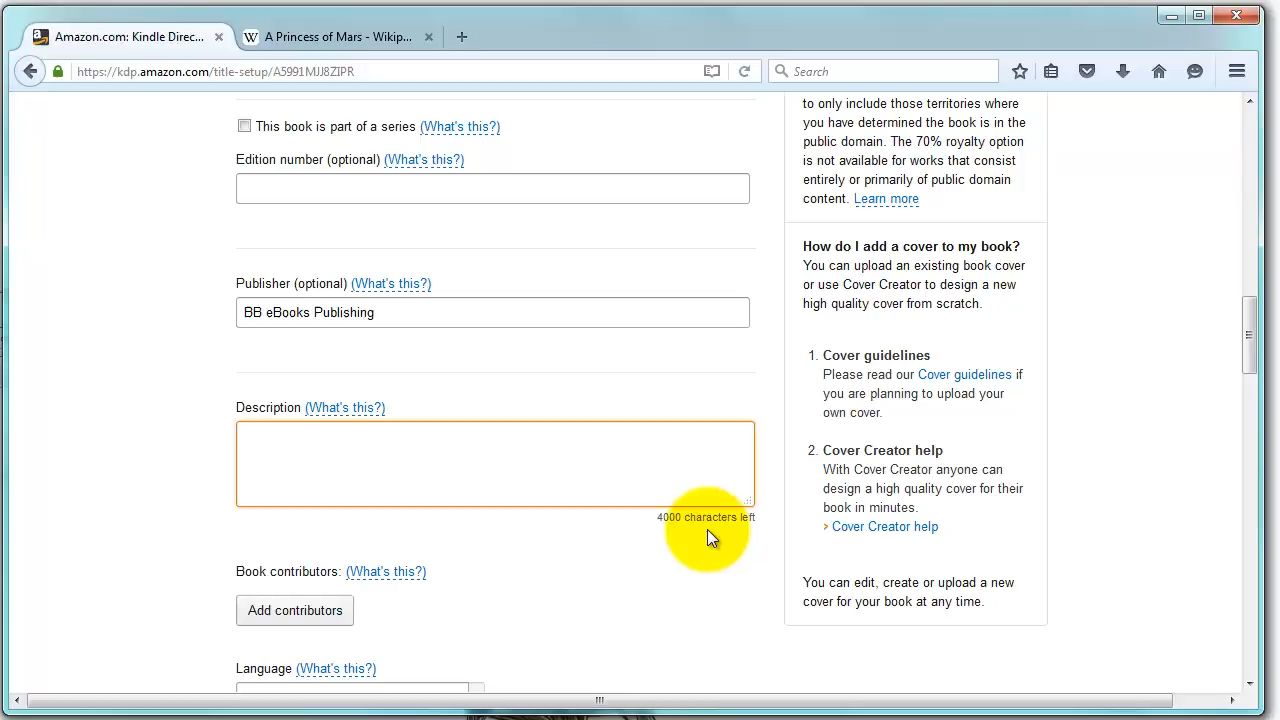 Amazon.com: Kindle Direc...
A Princess of Mars - Wikip...
https://kdp.amazon.com/title-setup/A5991MJJ8ZIPR
Search
This book is part of a series (What's this?)
Edition number (optional) (What's this?)
Publisher (optional) (What's this?)
BB eBooks Publishing
Description (What's this?)
4000 characters left
Book contributors: (What's this?)
Add contributors
Language (What's this?)
to only include those territories where
you have determined the book is in the
public domain. The 70% royalty option
is not available for works that consist
entirely or primarily of public domain
content. Learn more
How do I add a cover to my book?
You can upload an existing book cover
or use Cover Creator to design a new
high quality cover from scratch.
1. Cover guidelines
Please read our Cover guidelines if
you are planning to upload your
own cover.
2. Cover Creator help
With Cover Creator anyone can
design a high quality cover for their
book in minutes.
› Cover Creator help
You can edit, create or upload a new
cover for your book at any time.